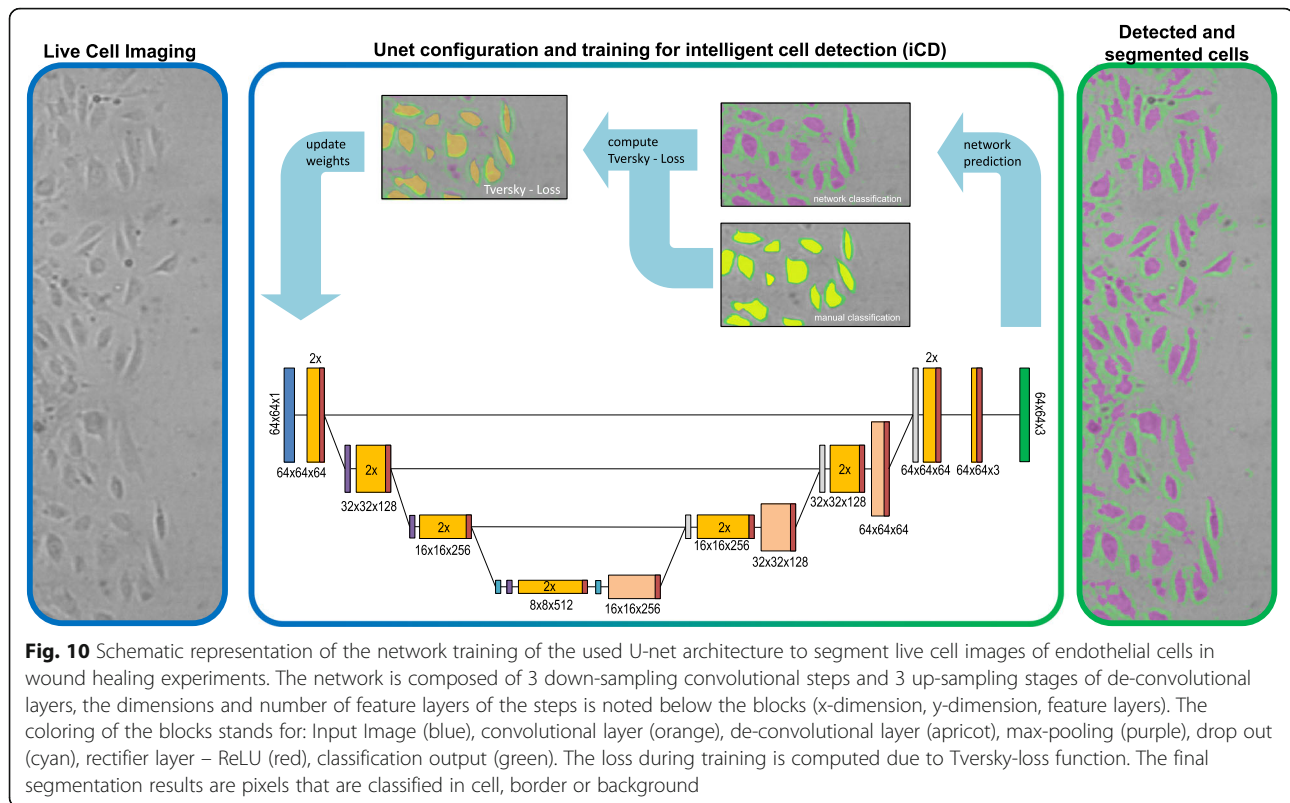 Live Cell Imaging
Unet configuration and training for intelligent cell detection (iCD)
Detected and
segmented cells
update
weights
Tversky - Loss
compute
Tversky - Loss
network classification
network
prediction
manual classification
64x64x1
2x
64x64x64
2x
32x32x128
2x
16x16x256
2x
8x8x512
16x16x256
2x
16x16x256
32x32x128
2x
32x32x128
64x64x64
2x
64x64x64
64x64x3
64x64x3
Fig. 10 Schematic representation of the network training of the used U-net architecture to segment live cell images of endothelial cells in
wound healing experiments. The network is composed of 3 down-sampling convolutional steps and 3 up-sampling stages of de-convolutional
layers, the dimensions and number of feature layers of the steps is noted below the blocks (x-dimension, y-dimension, feature layers). The
coloring of the blocks stands for: Input Image (blue), convolutional layer (orange), de-convolutional layer (apricot), max-pooling (purple), drop out
(cyan), rectifier layer – ReLU (red), classification output (green). The loss during training is computed due to Tversky-loss function. The final
segmentation results are pixels that are classified in cell, border or background